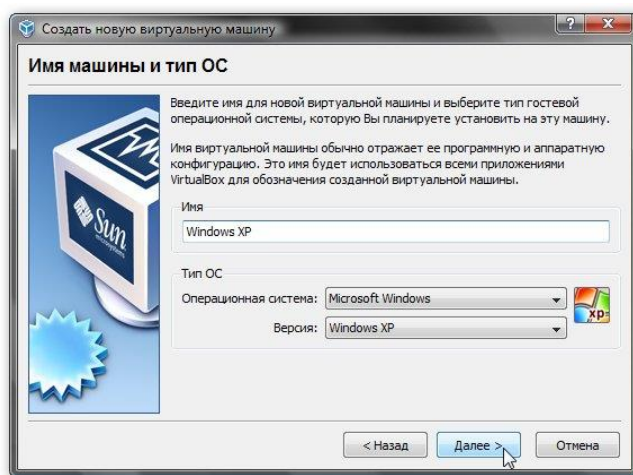 Создать новую виртуальную машину
Имя машины и тип ОС
Введите имя для новой виртуальной машины и выберите тип гостевой
операционной системы, которую Вы планируете установить на эту машину.
Имя виртуальной машины обычно отражает ее программную и аппаратную
конфигурацию. Это имя будет использоваться всеми приложениями
VirtualBox для обозначения созданной виртуальной машины.
Sun
microsystems
Имя
Windows XP
Тип ОС
Операционная система: Microsoft Windows
xp
Версия: Windows XP
< Назад Далее > Отмена